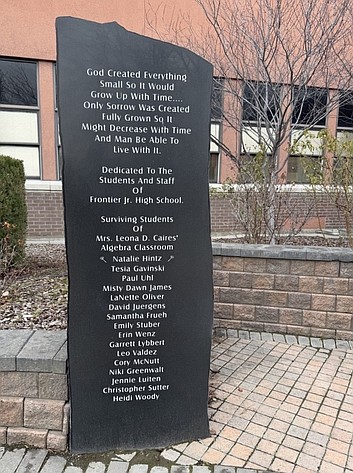 God Created Everything
Small So It Would
Grow Up With Time....
Only Sorrow Was Created
Fully Grown So It
Might Decrease With Time
And Man Be Able To
Live With It.
Dedicated To The
Students And Staff
Of
Frontier Jr. High School.
Surviving Students
Of
Mrs. Leona D. Caires'
Algebra Classroom
Natalie Hintz
Tesia Gavinski
Paul Uhl
Misty Dawn James
LaNette Oliver
David Juergens
Samantha Frueh
Emily Stuber
Erin Wenz
Garrett Lybbert
Leo Valdez
Cory McNutt
Niki Greenwalt
Jennie Luiten
Christopher Sutter
Heidi Woody